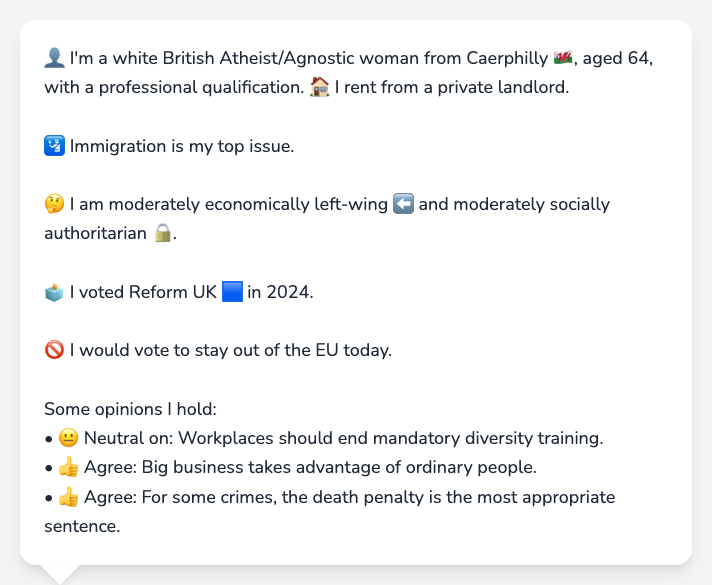 👤 I'm a white British Atheist/Agnostic woman from Caerphilly 🏴󠁧󠁢󠁷󠁬󠁳󠁿, aged 64,
with a professional qualification. 🏠 I rent from a private landlord.
🛂 Immigration is my top issue.
🤔 I am moderately economically left-wing ⬅️ and moderately socially
authoritarian 🔒.
🗳️ I voted Reform UK 🟦 in 2024.
🚫 I would vote to stay out of the EU today.
Some opinions I hold:
• 😐 Neutral on: Workplaces should end mandatory diversity training.
• 👍 Agree: Big business takes advantage of ordinary people.
• 👍 Agree: For some crimes, the death penalty is the most appropriate
sentence.